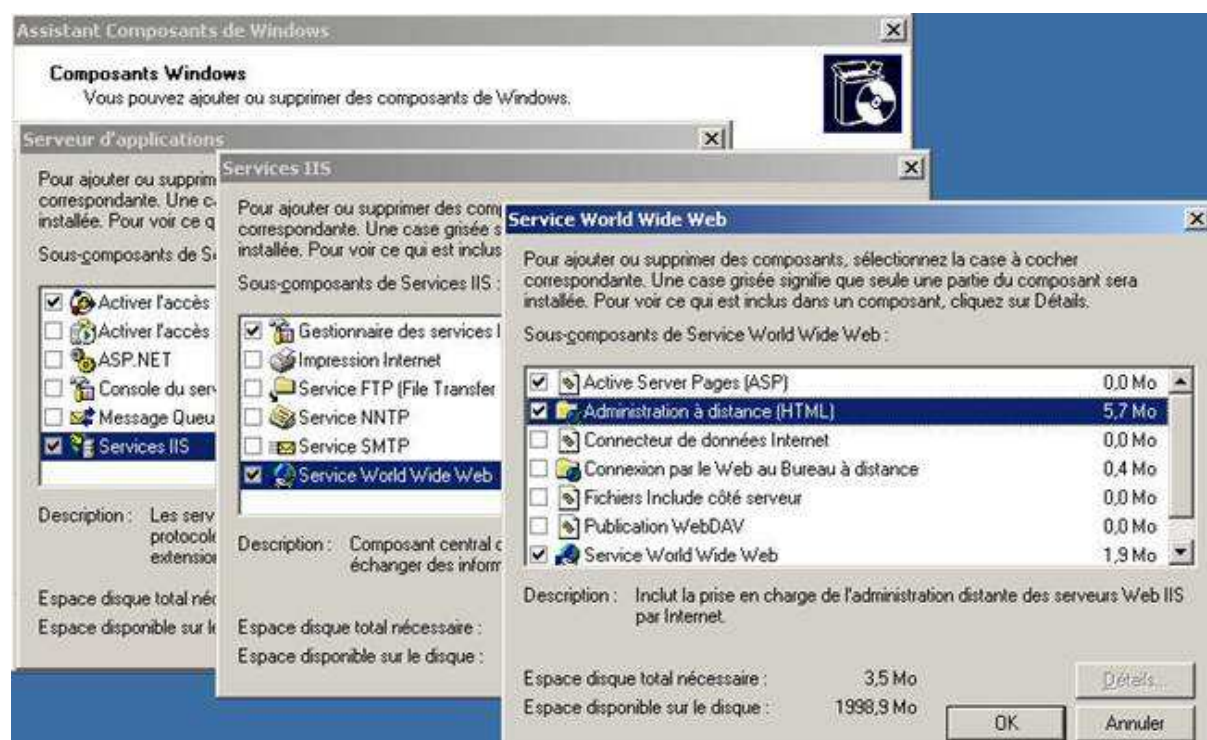 Assistant Composants de Windows
Composants Windows
Vous pouvez ajouter ou supprimer des composants de Windows.
Serveur d'applications
Pour ajouter ou supprim
correspondante. Une c
installée. Pour voir ce q
Sous-composants de S
Activer l'accès
Activer l'accès
ASP.NET
Console du serv
Message Queu
Services IIS
Description : Les serv
protocole
extension
Espace disque total néc
Espace disponible sur le
Services IIS
Pour ajouter ou supprimer des comp
correspondante. Une case grisée s
installée. Pour voir ce qui est inclus
Sous-composants de Services IIS :
Gestionnaire des services I
Impression Internet
Service FTP (File Transfer
Service NNTP
Service SMTP
Service World Wide Web
Description : Composant central c
échanger des inform
Espace disque total nécessaire :
Espace disponible sur le disque :
Service World Wide Web
Pour ajouter ou supprimer des composants, sélectionnez la case à cocher
correspondante. Une case grisée signifie que seule une partie du composant sera
installée. Pour voir ce qui est inclus dans un composant, cliquez sur Détails.
Sous-composants de Service World Wide Web :
Active Server Pages (ASP) 0,0 Mo
Administration à distance (HTML) 5,7 Mo
Connecteur de données Internet 0,0 Mo
Connexion par le Web au Bureau à distance 0,4 Mo
Fichiers Include côté serveur 0,0 Mo
Publication WebDAV 0,0 Mo
Service World Wide Web 1,9 Mo
Description : Inclut la prise en charge de l'administration distante des serveurs Web IIS
par Internet.
Espace disque total nécessaire : 3,5 Mo
Espace disponible sur le disque : 1998,9 Mo
Détails...
OK
Annuler